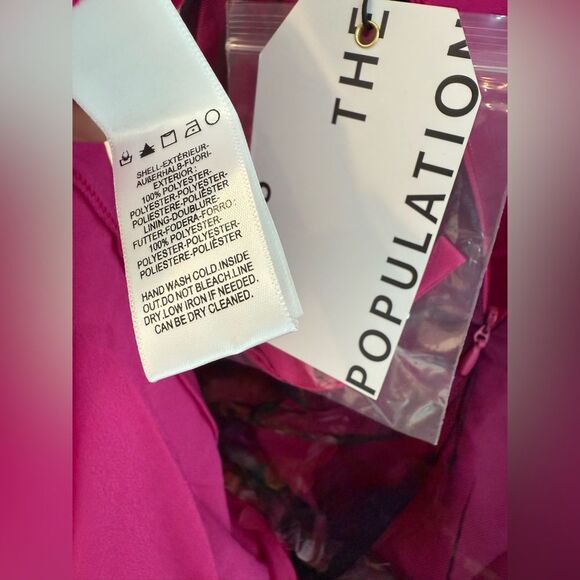 SHELL-EXTÉRIEUR-
AUßERHALB-FUORI-
EXTERIOR :
100% POLYESTER-
POLYESTER-POLYESTER-
POLIESTERE-POLIÉSTER
LINING-DOUBLURE-
FUTTER-FODERA-FORRO :
100% POLYESTER-
POLYESTER-POLYESTER-
POLIESTERE-POLIÉSTER
HAND WASH COLD.INSIDE
OUT.DO NOT BLEACH.LINE
DRY.LOW IRON IF NEEDED.
CAN BE DRY CLEANED.
THE
POPULATION